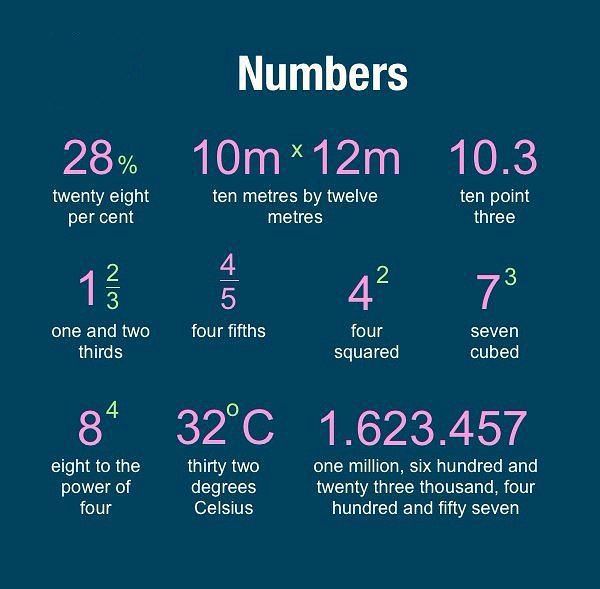 Numbers
28%
twenty eight
per cent
10m x 12m
ten metres by twelve
metres
10.3
ten point
three
1 2/3
one and two
thirds
4/5
four fifths
4²
four
squared
7³
seven
cubed
8⁴
eight to the
power of
four
32°C
thirty two
degrees
Celsius
1.623.457
one million, six hundred and
twenty three thousand, four
hundred and fifty seven